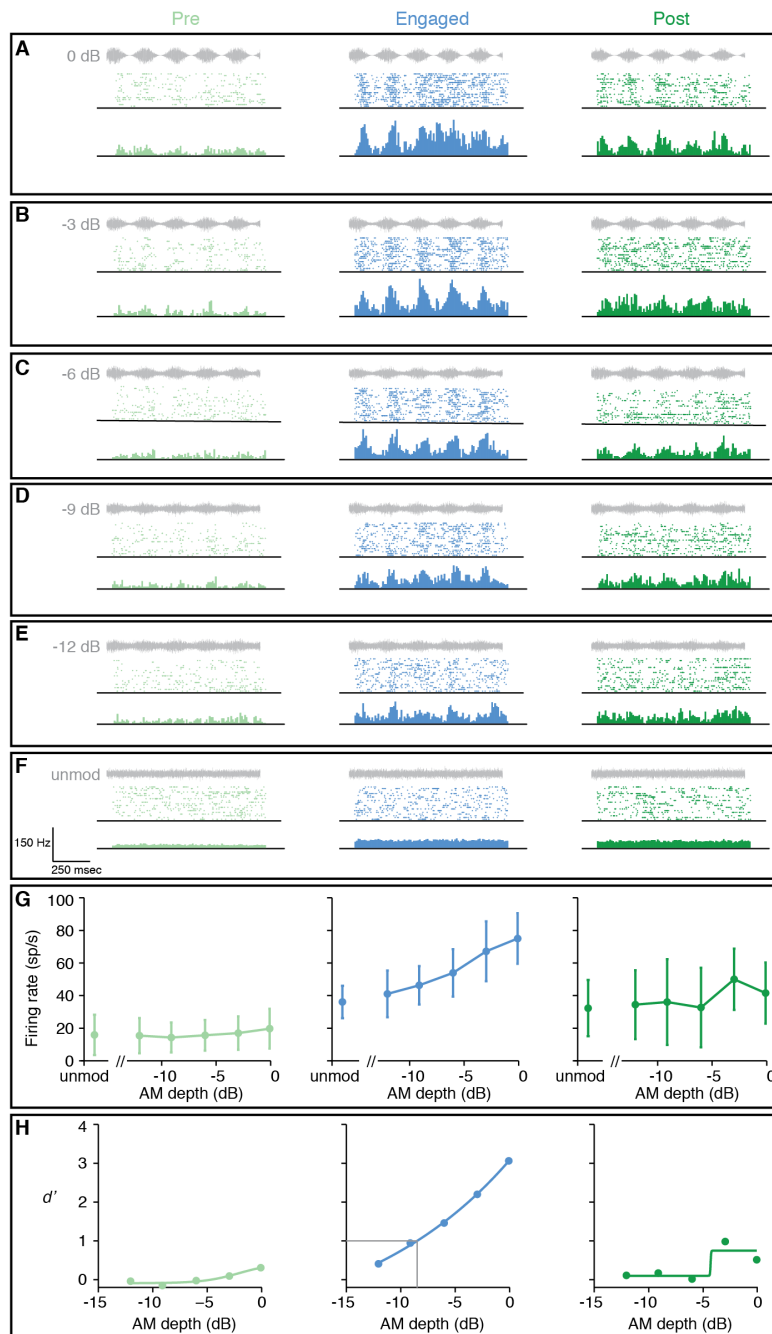 Pre Engaged Post
A
0 dB
B
-3 dB
C
-6 dB
D
-9 dB
E
-12 dB
F
unmod
150 Hz
250 msec
G
Firing rate (sp/s)
100
80
60
40
20
0
unmod // -10 -5 0
AM depth (dB)
unmod // -10 -5 0
AM depth (dB)
unmod // -10 -5 0
AM depth (dB)
H
d'
4
3
2
1
0
-15 -10 –5 0
AM depth (dB)
-15 -10 -5 0
AM depth (dB)
-15 -10 -5 0
AM depth (dB)